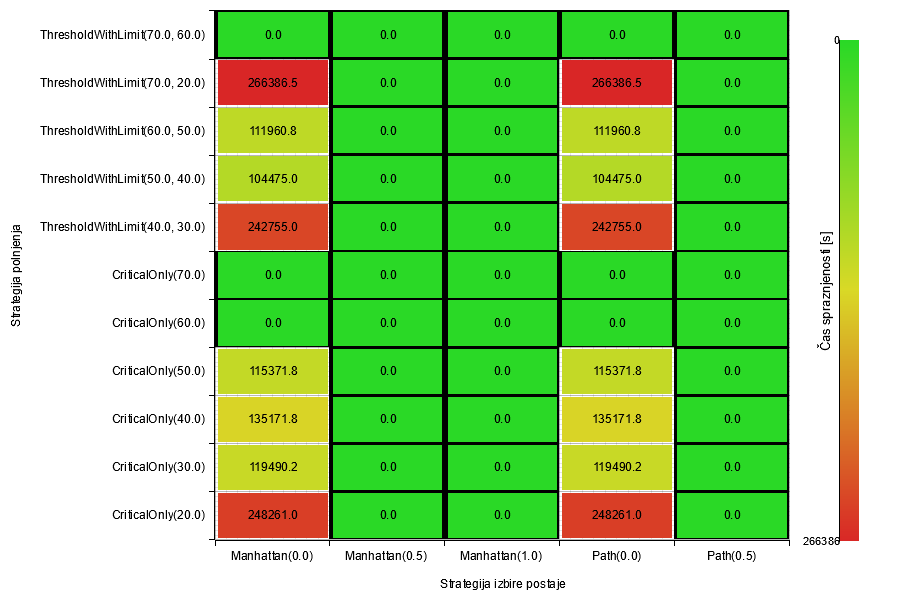 ThresholdWithLimit(70.0, 60.0) 0.0 0.0 0.0 0.0 0.0
ThresholdWithLimit(70.0, 20.0) 266386.5 0.0 0.0 266386.5 0.0
ThresholdWithLimit(60.0, 50.0) 111960.8 0.0 0.0 111960.8 0.0
ThresholdWithLimit(50.0, 40.0) 104475.0 0.0 0.0 104475.0 0.0
ThresholdWithLimit(40.0, 30.0) 242755.0 0.0 0.0 242755.0 0.0
CriticalOnly(70.0) 0.0 0.0 0.0 0.0 0.0
CriticalOnly(60.0) 0.0 0.0 0.0 0.0 0.0
CriticalOnly(50.0) 115371.8 0.0 0.0 115371.8 0.0
CriticalOnly(40.0) 135171.8 0.0 0.0 135171.8 0.0
CriticalOnly(30.0) 119490.2 0.0 0.0 119490.2 0.0
CriticalOnly(20.0) 248261.0 0.0 0.0 248261.0 0.0
Manhattan(0.0) Manhattan(0.5) Manhattan(1.0) Path(0.0) Path(0.5)
Strategija izbire postaje
Strategija polnjenja
0
Čas spraznjenosti [s]
266386